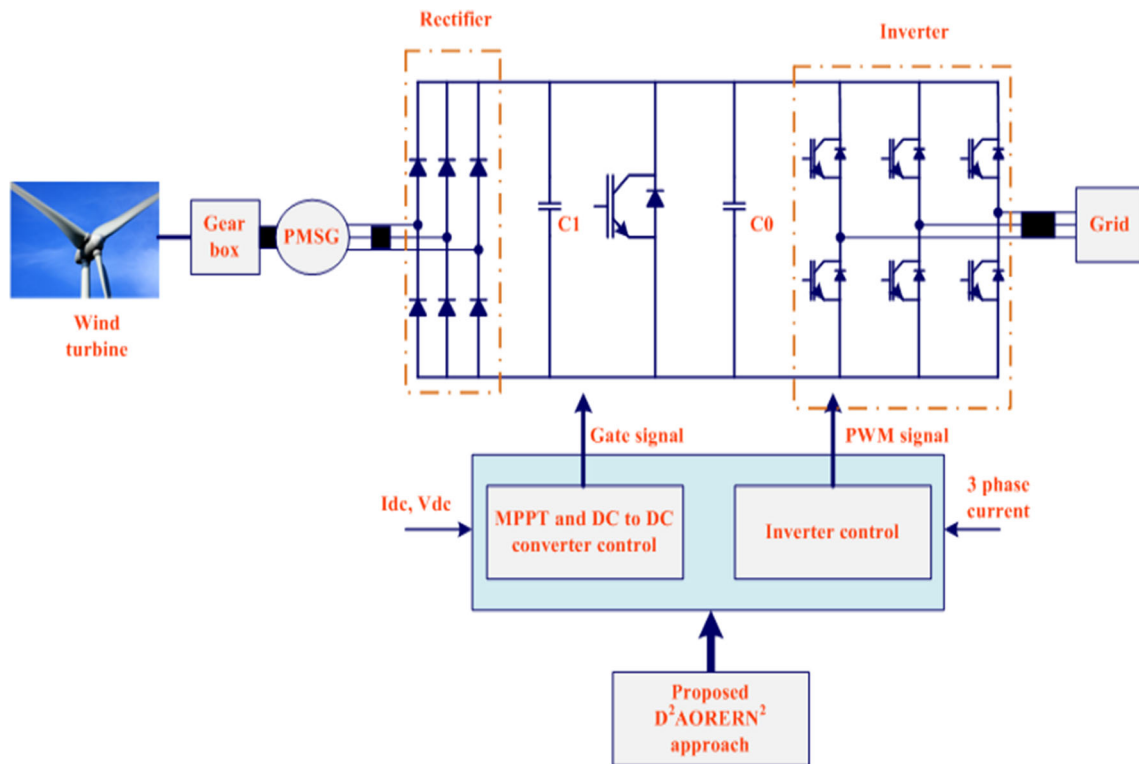 Rectifier
Inverter
C1
C0
Gear
box
PMSG
Grid
Wind
turbine
Gate signal
PWM signal
Idc, Vdc
3 phase
current
MPPT and DC to DC
converter control
Inverter control
Proposed
D²AORERN²
approach